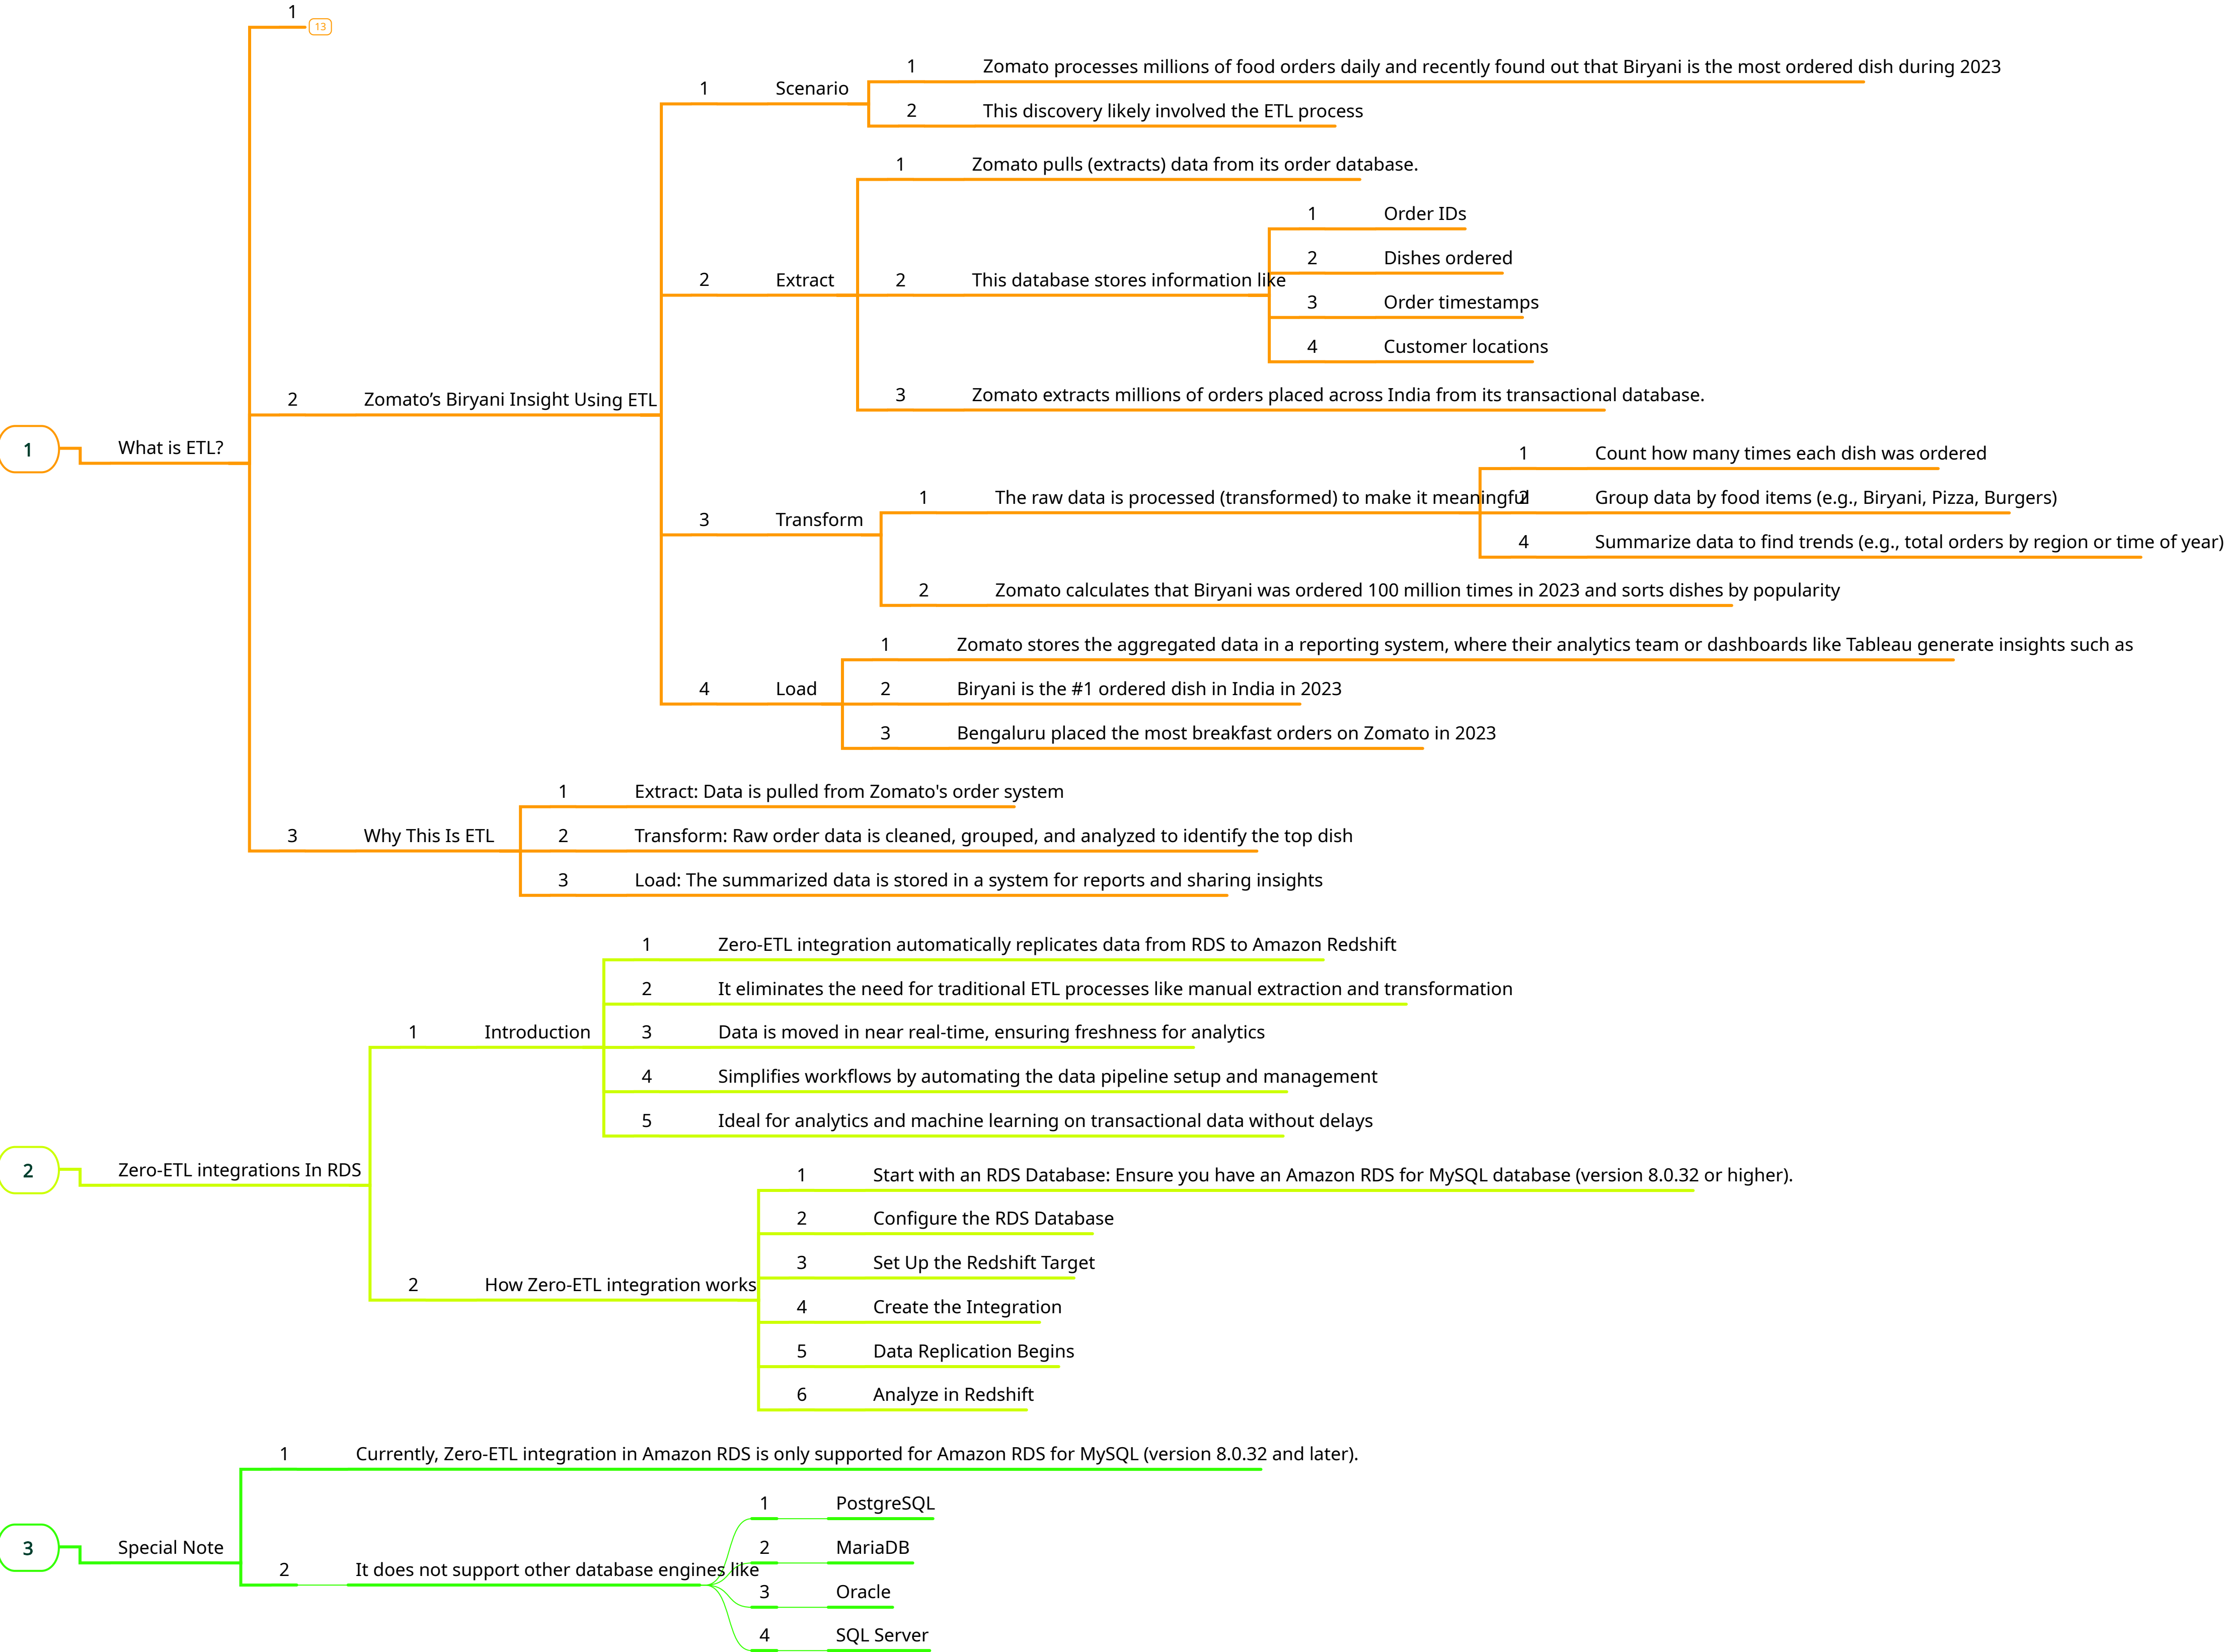 1
13
1 Scenario
1 Zomato processes millions of food orders daily and recently found out that Biryani is the most ordered dish during 2023
2 This discovery likely involved the ETL process
2 Extract
1 Zomato pulls (extracts) data from its order database.
2 This database stores information like
1 Order IDs
2 Dishes ordered
3 Order timestamps
4 Customer locations
3 Zomato extracts millions of orders placed across India from its transactional database.
2 Zomato’s Biryani Insight Using ETL
1 What is ETL?
3 Transform
1 The raw data is processed (transformed) to make it meaningful
1 Count how many times each dish was ordered
2 Group data by food items (e.g., Biryani, Pizza, Burgers)
4 Summarize data to find trends (e.g., total orders by region or time of year)
2 Zomato calculates that Biryani was ordered 100 million times in 2023 and sorts dishes by popularity
4 Load
1 Zomato stores the aggregated data in a reporting system, where their analytics team or dashboards like Tableau generate insights such as
2 Biryani is the #1 ordered dish in India in 2023
3 Bengaluru placed the most breakfast orders on Zomato in 2023
3 Why This Is ETL
1 Extract: Data is pulled from Zomato's order system
2 Transform: Raw order data is cleaned, grouped, and analyzed to identify the top dish
3 Load: The summarized data is stored in a system for reports and sharing insights
2 Zero-ETL integrations In RDS
1 Introduction
1 Zero-ETL integration automatically replicates data from RDS to Amazon Redshift
2 It eliminates the need for traditional ETL processes like manual extraction and transformation
3 Data is moved in near real-time, ensuring freshness for analytics
4 Simplifies workflows by automating the data pipeline setup and management
5 Ideal for analytics and machine learning on transactional data without delays
2 How Zero-ETL integration works
1 Start with an RDS Database: Ensure you have an Amazon RDS for MySQL database (version 8.0.32 or higher).
2 Configure the RDS Database
3 Set Up the Redshift Target
4 Create the Integration
5 Data Replication Begins
6 Analyze in Redshift
3 Special Note
1 Currently, Zero-ETL integration in Amazon RDS is only supported for Amazon RDS for MySQL (version 8.0.32 and later).
2 It does not support other database engines like
1 PostgreSQL
2 MariaDB
3 Oracle
4 SQL Server